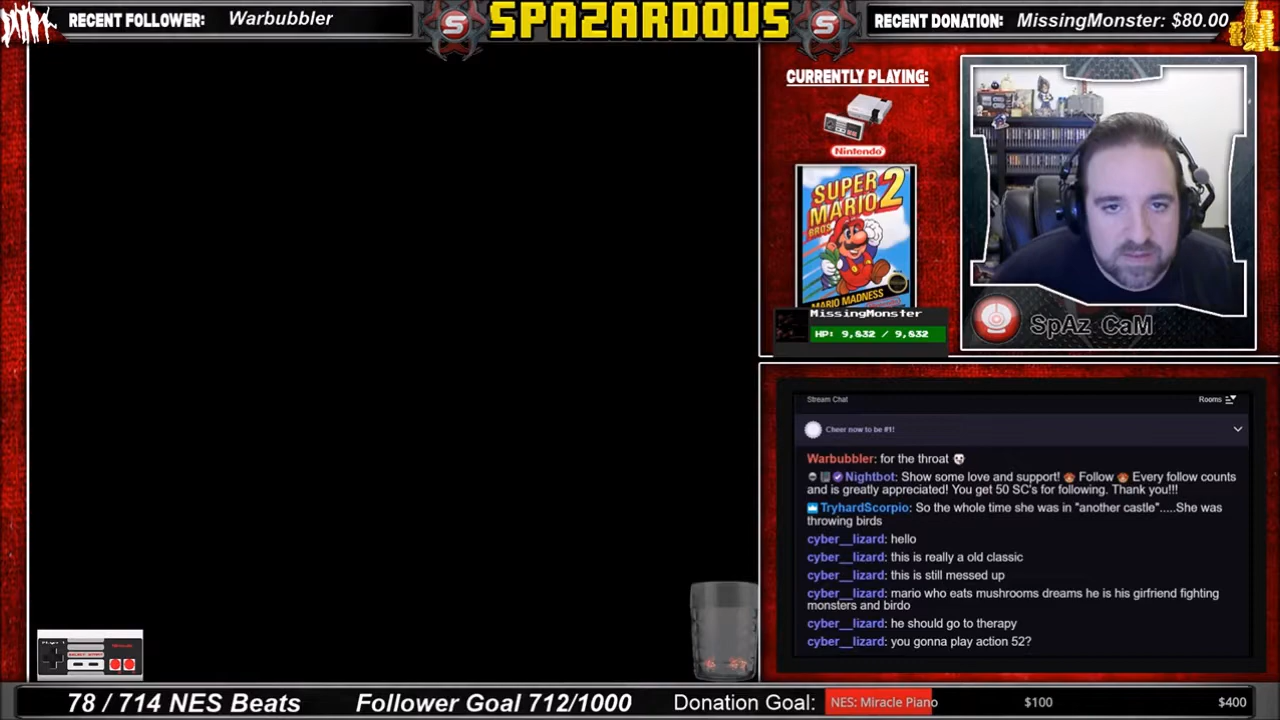 RECENT FOLLOWER: Warbubbler
S SPAZARDOUS S
RECENT DONATION: MissingMonster: $80.00
CURRENTLY PLAYING:
Nintendo
SUPER
MARIO 2
BROS.
MARIO MADNESS
MissingMonster
HP: 9,832 / 9,832
SpAz CaM
Stream Chat
Rooms
Cheer now to be #1!
Warbubbler: for the throat
Nightbot: Show some love and support! Follow Every follow counts
and is greatly appreciated! You get 50 SC's for following. Thank you!!!
TryhardScorpio: So the whole time she was in "another castle".....She was
throwing birds
cyber__lizard: hello
cyber__lizard: this is really a old classic
cyber__lizard: this is still messed up
cyber__lizard: mario who eats mushrooms dreams he is his girlfriend fighting
monsters and birdo
cyber__lizard: he should go to therapy
cyber__lizard: you gonna play action 52?
78 / 714 NES Beats
Follower Goal 712/1000
Donation Goal:
NES: Miracle Piano
$100
$400